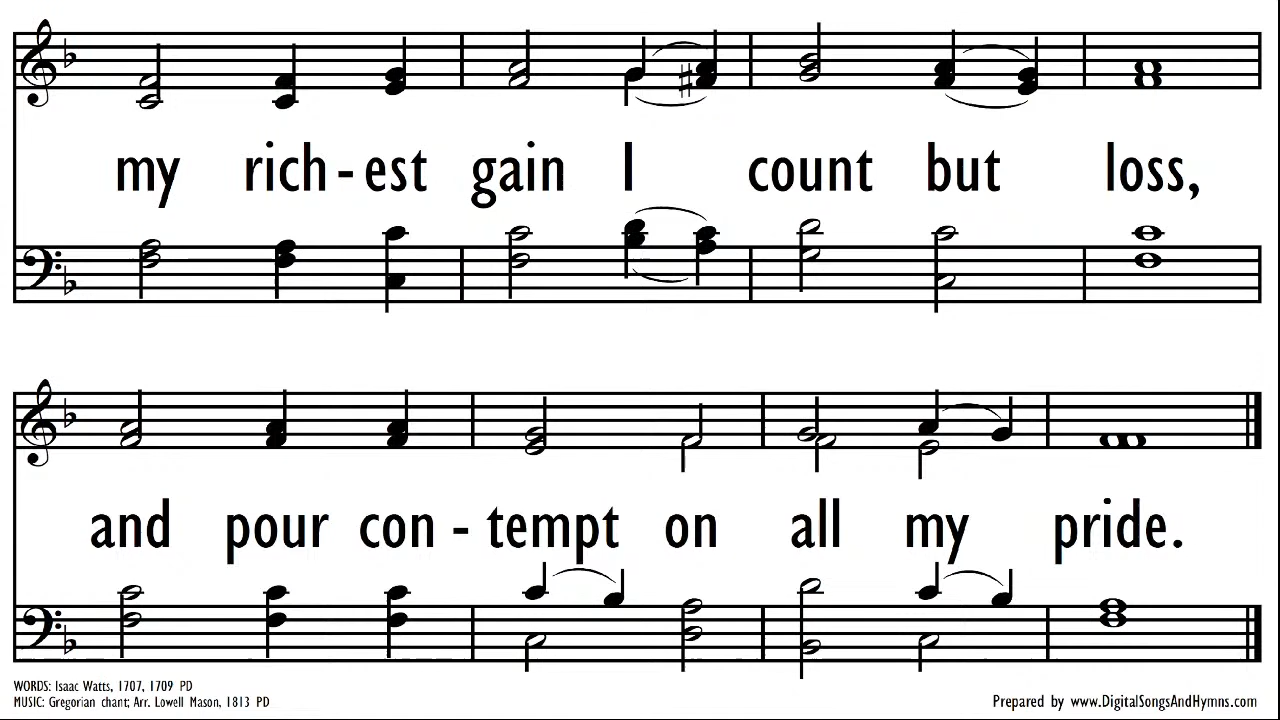 my rich - est gain I count but loss,
and pour con - tempt on all my pride.
WORDS: Isaac Watts, 1707, 1709 PD
MUSIC: Gregorian chant; Arr. Lowell Mason, 1813 PD
Prepared by www.DigitalSongsAndHymns.com